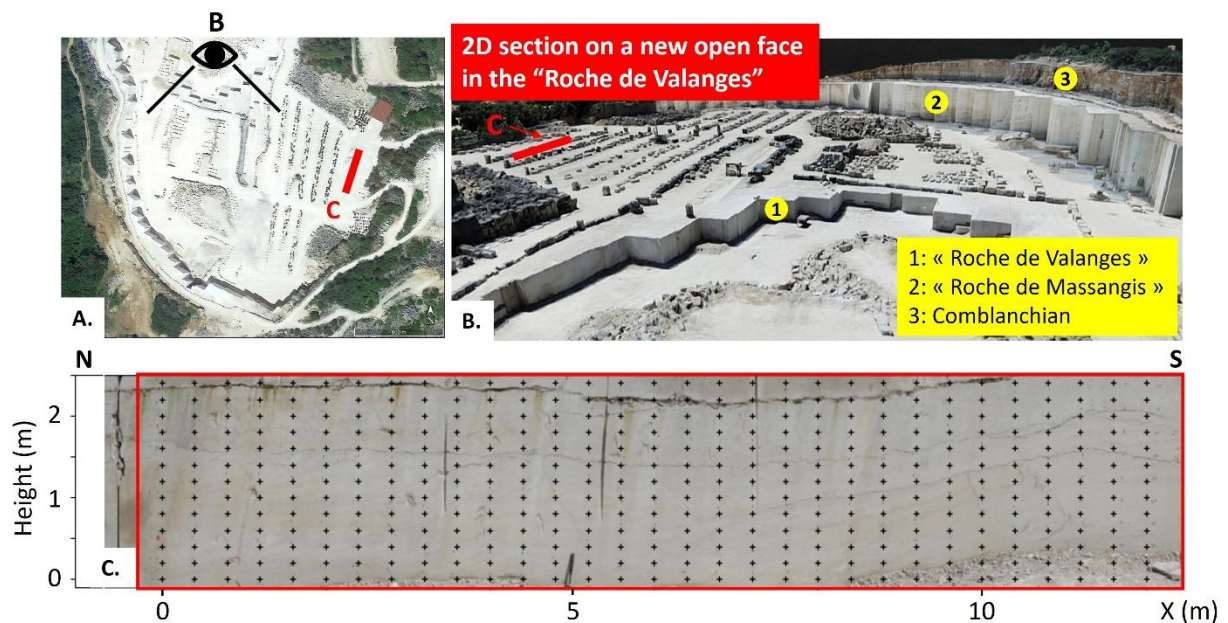 B
A.
C
2D section on a new open face
in the “Roche de Valanges”
C
3
2
1
B.
1: « Roche de Valanges »
2: « Roche de Massangis »
3: Comblanchian
N
S
Height (m)
2
1
0
C.
0
5
10
X (m)